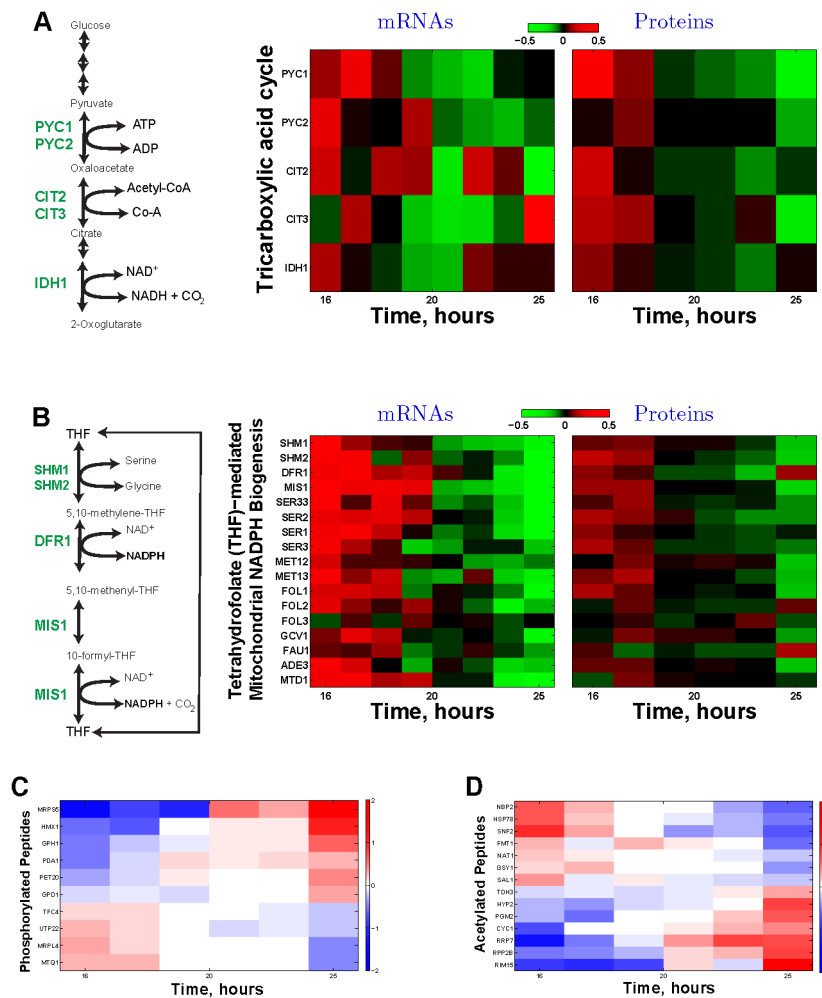 A
Glucose
Pyruvate
PYC1
PYC2
ATP
ADP
Oxaloacetate
CIT2
CIT3
Acetyl-CoA
Co-A
Citrate
IDH1
NAD+
NADH + CO2
2-Oxoglutarate
mRNAs
Proteins
−0.5 0 0.5
Tricarboxylic acid cycle
PYC1
PYC2
CIT2
CIT3
IDH1
16 20 25
16 20 25
Time, hours
Time, hours
B
THF
SHM1
SHM2
Serine
Glycine
5,10-methylene-THF
DFR1
NAD+
NADPH
5,10-methenyl-THF
MIS1
10-formyl-THF
MIS1
NAD+
NADPH + CO2
THF
mRNAs
Proteins
−0.5 0 0.5
Tetrahydrofolate (THF)−mediated
Mitochondrial NADPH Biogenesis
SHM1
SHM2
DFR1
MIS1
SER33
SER2
SER1
SER3
MET12
MET13
FOL1
FOL2
FOL3
GCV1
FAU1
ADE3
MTD1
16 20 25
16 20 25
Time, hours
Time, hours
C
Phosphorylated Peptides
MRPS5
HMX1
GPH1
PDA1
PET20
GPD1
TFC4
UTP22
MRPL4
MTQ1
16 20 25
Time, hours
2
1
0
−1
−2
D
Acetylated Peptides
NBP2
HSP78
SNF2
FMT1
NAT1
GSY1
SAL1
TDH3
HYP2
PGM2
CYC1
RRP7
RPP2B
RIM15
16 20 25
Time, hours